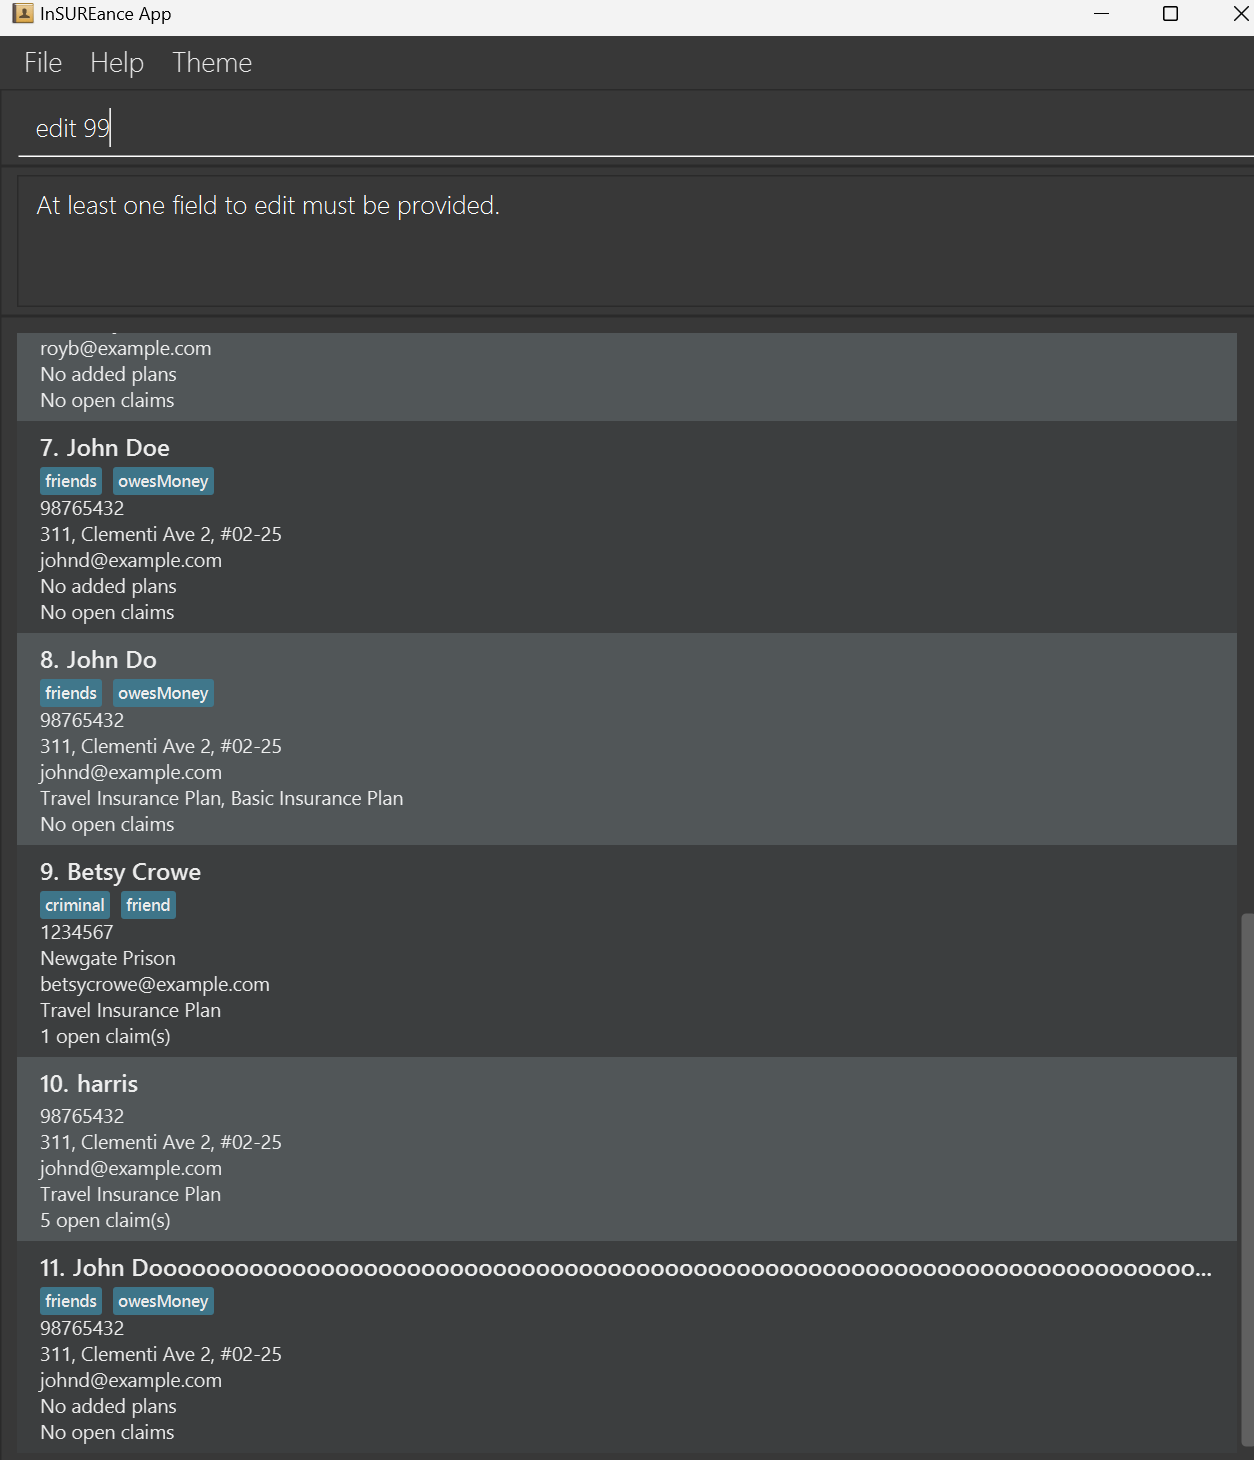 InSUREance App
File Help Theme
edit 99
At least one field to edit must be provided.
royb@example.com
No added plans
No open claims
7. John Doe
friends owesMoney
98765432
311, Clementi Ave 2, #02-25
johnd@example.com
No added plans
No open claims
8. John Do
friends owesMoney
98765432
311, Clementi Ave 2, #02-25
johnd@example.com
Travel Insurance Plan, Basic Insurance Plan
No open claims
9. Betsy Crowe
criminal friend
1234567
Newgate Prison
betsycrowe@example.com
Travel Insurance Plan
1 open claim(s)
10. harris
98765432
311, Clementi Ave 2, #02-25
johnd@example.com
Travel Insurance Plan
5 open claim(s)
11. John Dooooooooooooooooooooooooooooooooooooooooooooooooooooooooooooooooooooooooo...
friends owesMoney
98765432
311, Clementi Ave 2, #02-25
johnd@example.com
No added plans
No open claims